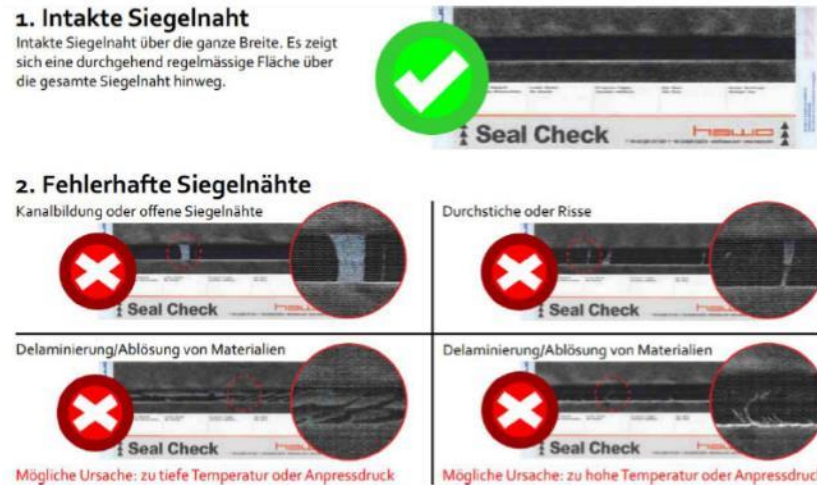 1. Intakte Siegelnaht
Intakte Siegelnaht über die ganze Breite. Es zeigt
sich eine durchgehend regelmässige Fläche über
die gesamte Siegelnaht hinweg.
Seal Check hawo
2. Fehlerhafte Siegelnähte
Kanalbildung oder offene Siegelnähte
Seal Check
Durchstiche oder Risse
Seal Check
Delaminierung/Ablösung von Materialien
Seal Check
Mögliche Ursache: zu tiefe Temperatur oder Anpressdruck
Delaminierung/Ablösung von Materialien
Seal Check
Mögliche Ursache: zu hohe Temperatur oder Anpressdruck